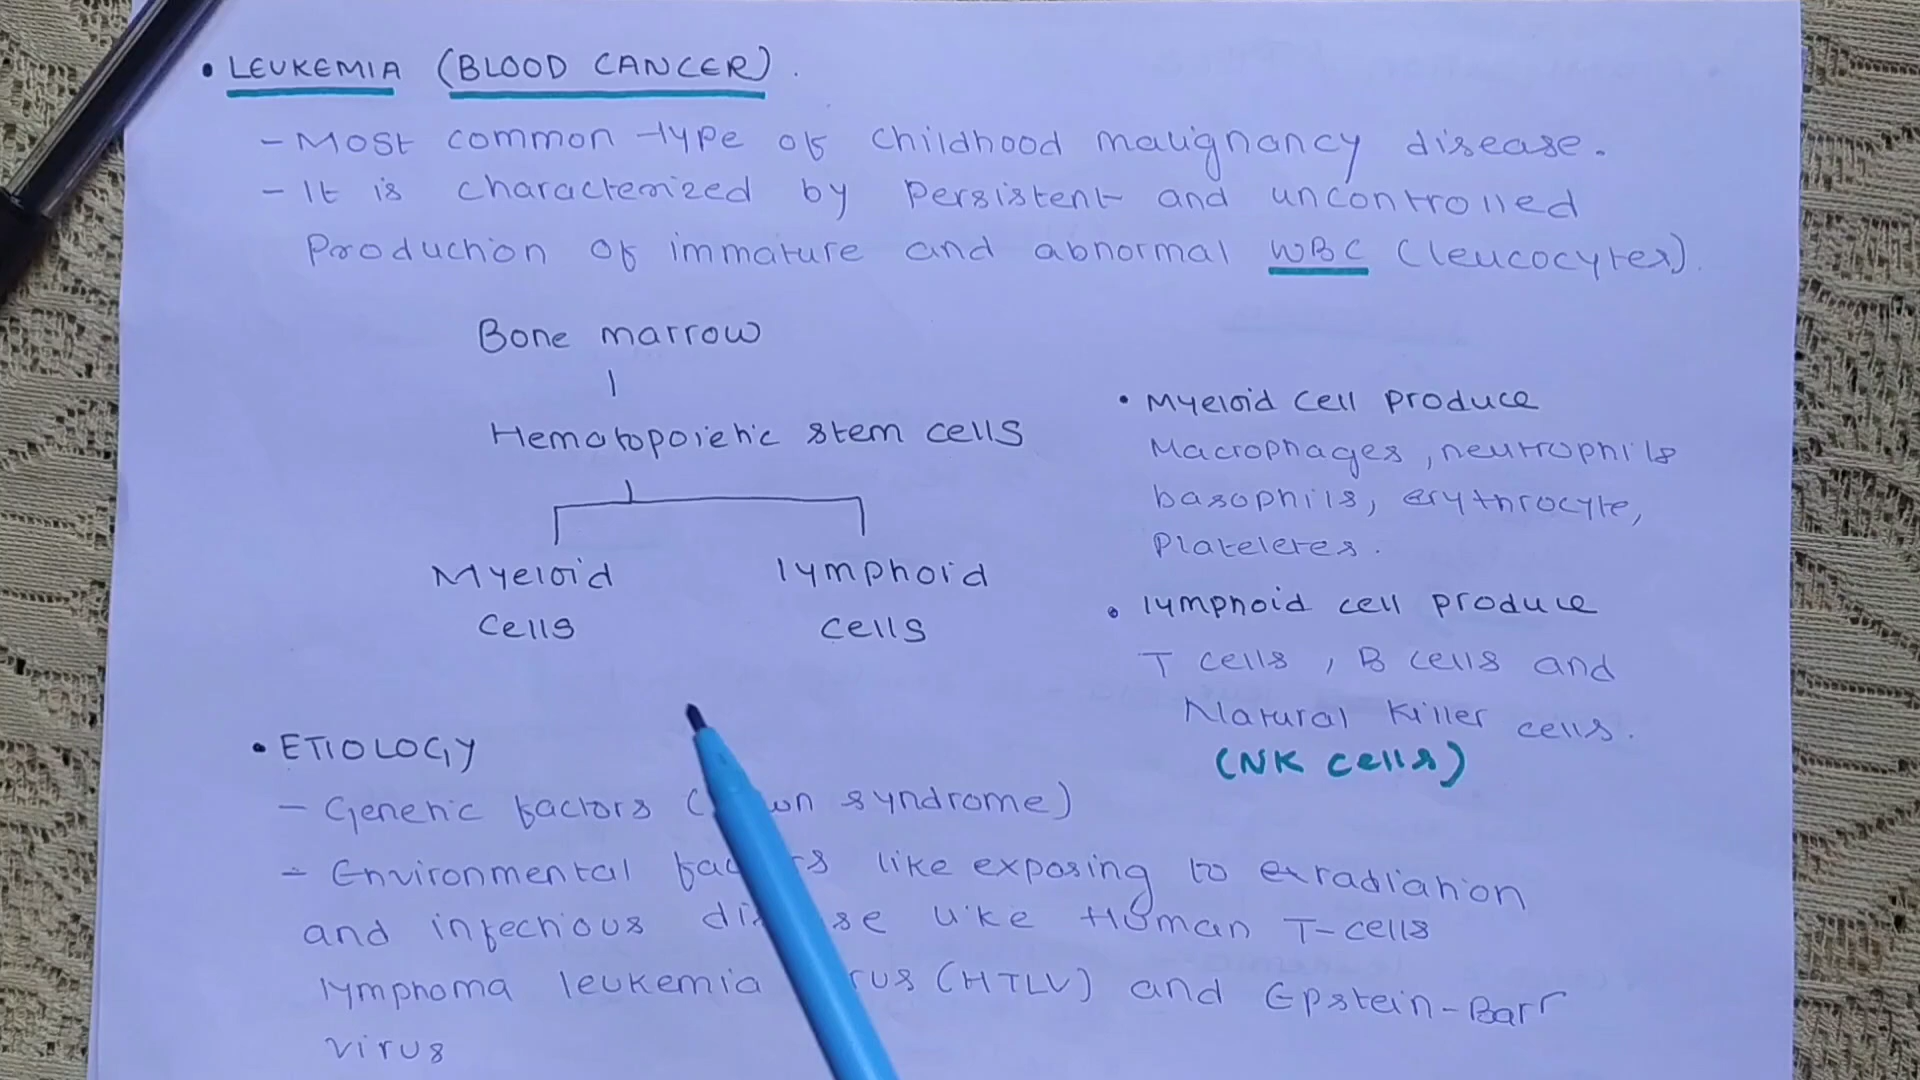 • LEUKEMIA (BLOOD CANCER).
- Most common type of childhood malignancy disease.
- It is characterized by persistent and uncontrolled
production of immature and abnormal WBC (leucocytes).
Bone marrow
Hematopoietic stem cells
Myeloid cells
lymphoid cells
• Myeloid cell produce
Macrophages, neutrophils
basophils, erythrocyte,
Plateletes.
• lymphoid cell produce
T cells, B cells and
Natural Killer cells.
(NK cells)
• ETIOLOGY
- Genetic factors ( syndrome)
- Environmental like exposing to
and infectious like Human T-cells
lymphoma leukemia (HTLV) and Epstein-Barr
virus